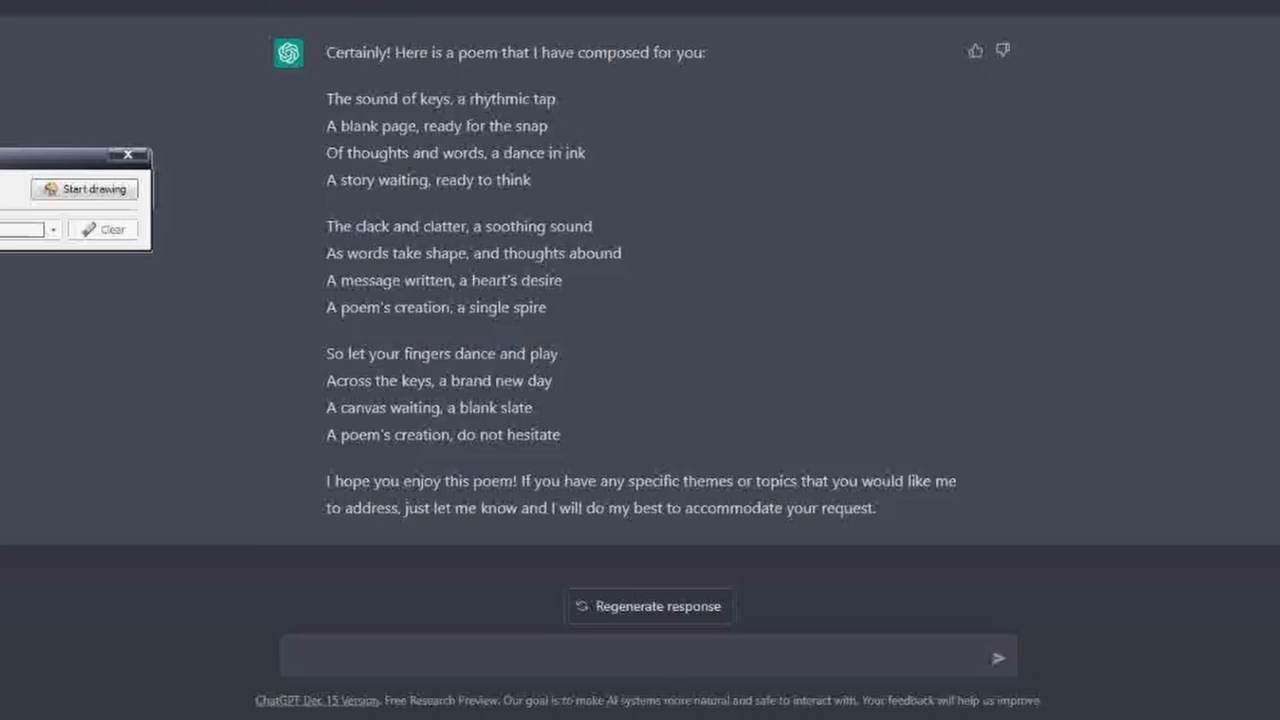 Certainly! Here is a poem that I have composed for you:
The sound of keys, a rhythmic tap
A blank page, ready for the snap
Of thoughts and words, a dance in ink
A story waiting, ready to think
Start drawing
Clear
The clack and clatter, a soothing sound
As words take shape, and thoughts abound
A message written, a heart's desire
A poem's creation, a single spire
So let your fingers dance and play
Across the keys, a brand new day
A canvas waiting, a blank slate
A poem's creation, do not hesitate
I hope you enjoy this poem! If you have any specific themes or topics that you would like me
to address, just let me know and I will do my best to accommodate your request.
Regenerate response
ChatGPT Dec 15 Version. Free Research Preview. Our goal is to make AI systems more natural and safe to interact with. Your feedback will help us improve